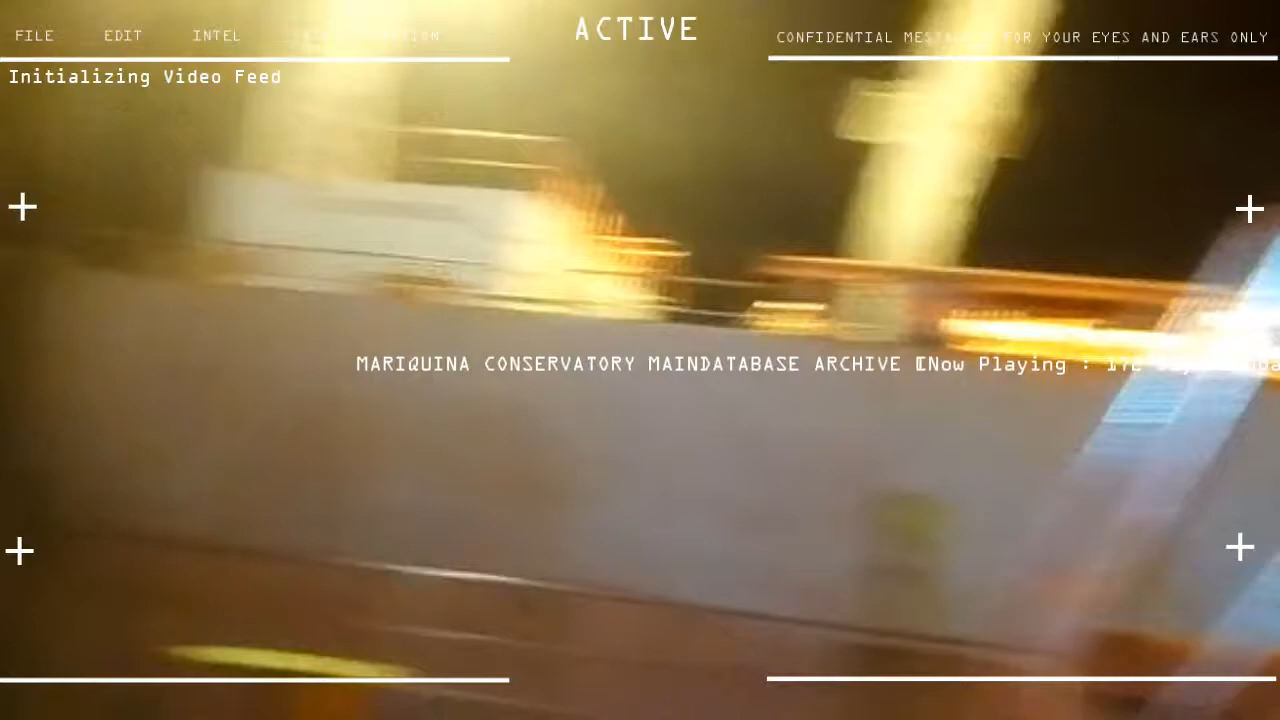 ACTIVE
FILE EDIT INTEL
CONFIDENTIAL FOR YOUR EYES AND EARS ONLY
Initializing Video Feed
MARIQUINA CONSERVATORY MAINDATABASE ARCHIVE Now Playing :